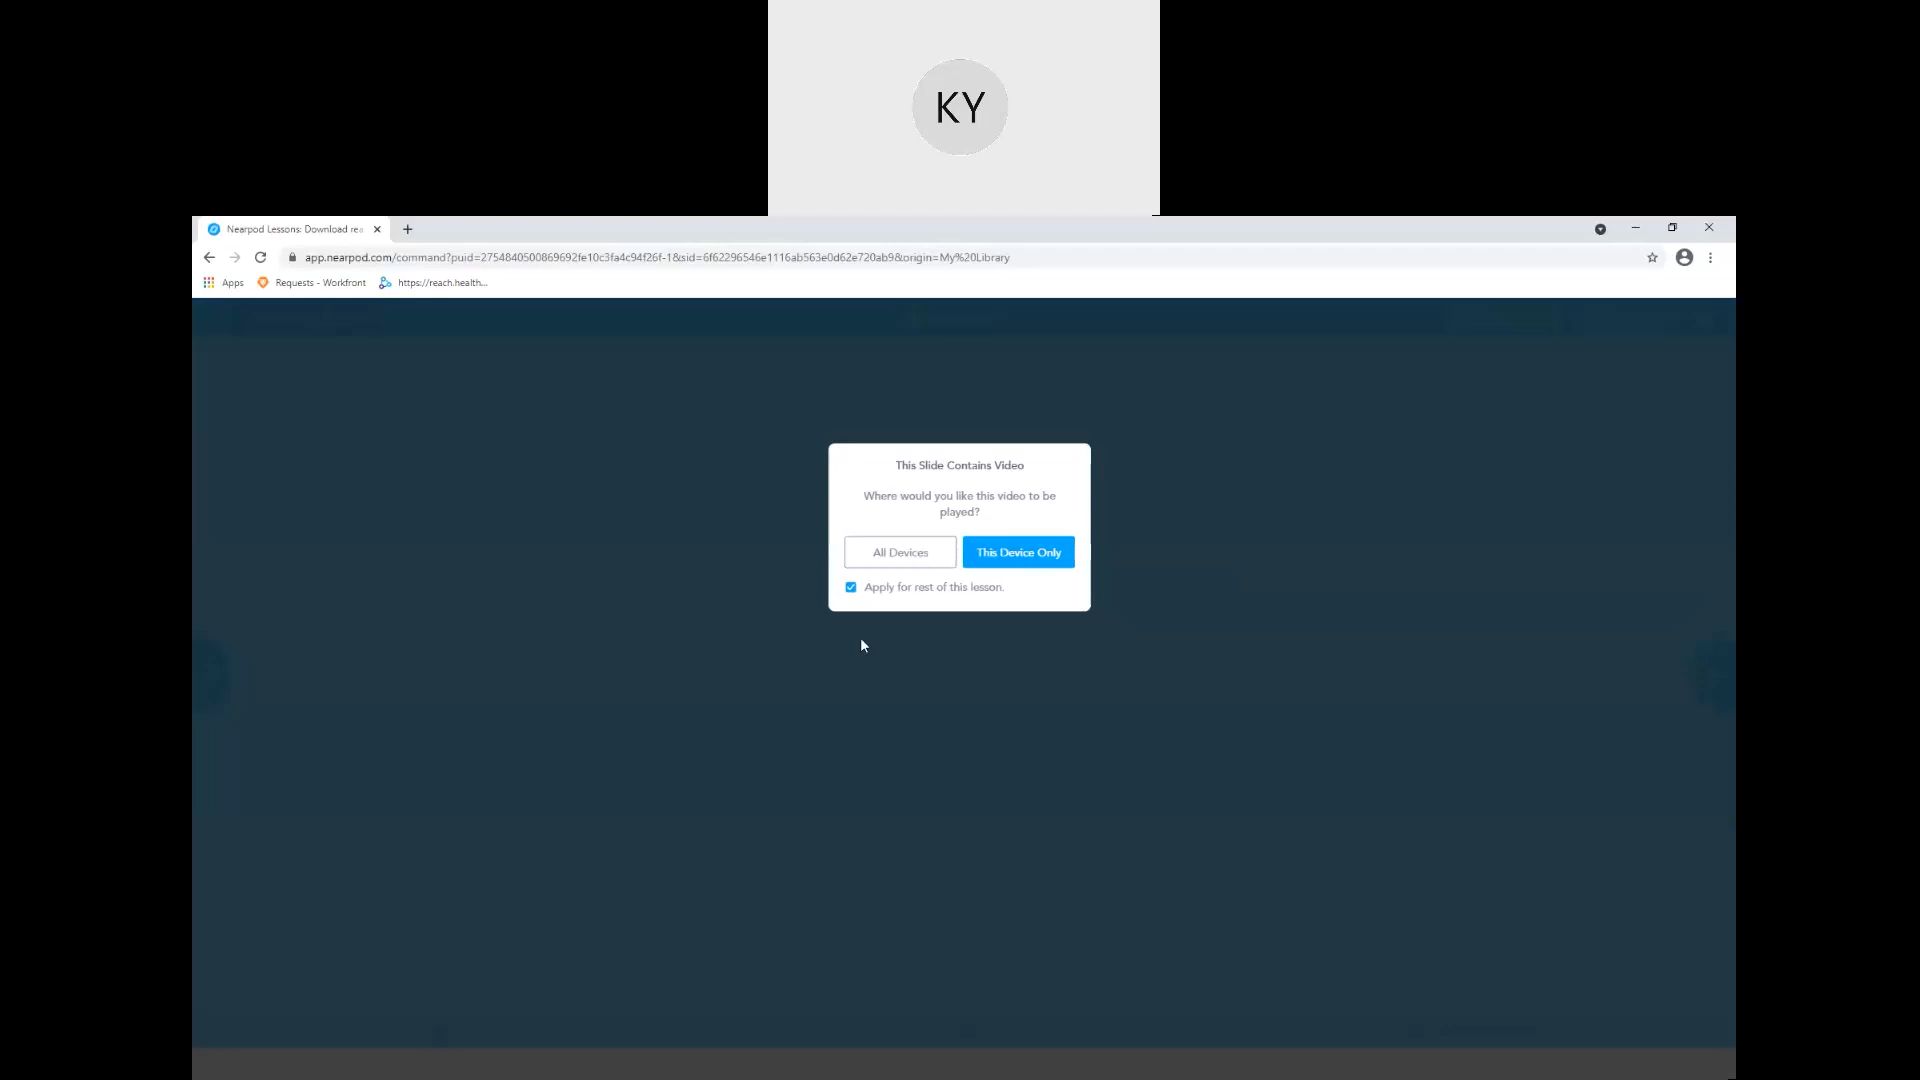 KY
Nearpod Lessons: Download rea
app.nearpod.com/command?puid=2754840500869692fe10c3fa4c94f26f-1&sid=6f62296546e1116ab563e0d62e720ab9&origin=My%20Library
Apps Requests - Workfront https://reach.health...
This Slide Contains Video
Where would you like this video to be
played?
All Devices This Device Only
Apply for rest of this lesson.